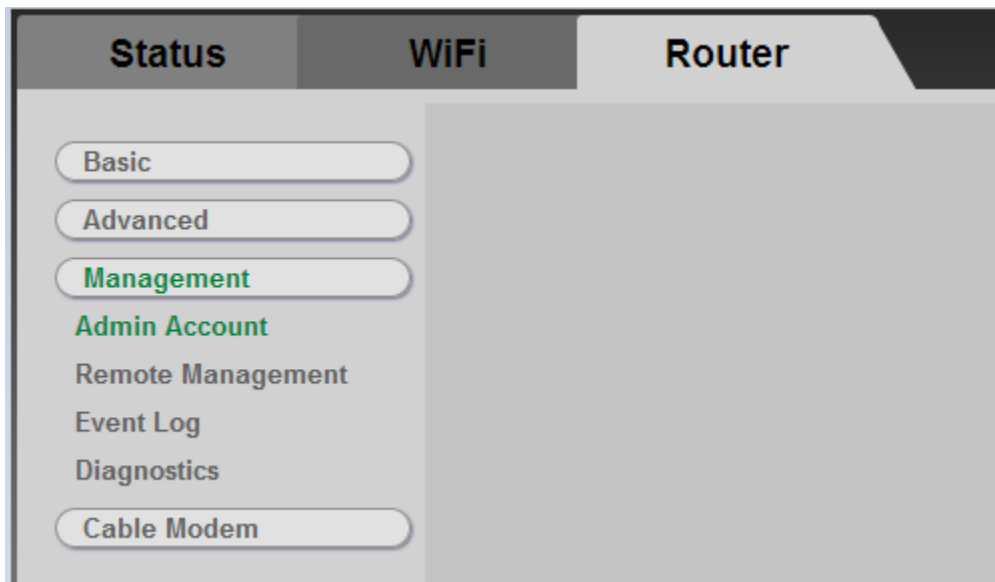 Status WiFi Router
Basic
Advanced
Management
Admin Account
Remote Management
Event Log
Diagnostics
Cable Modem